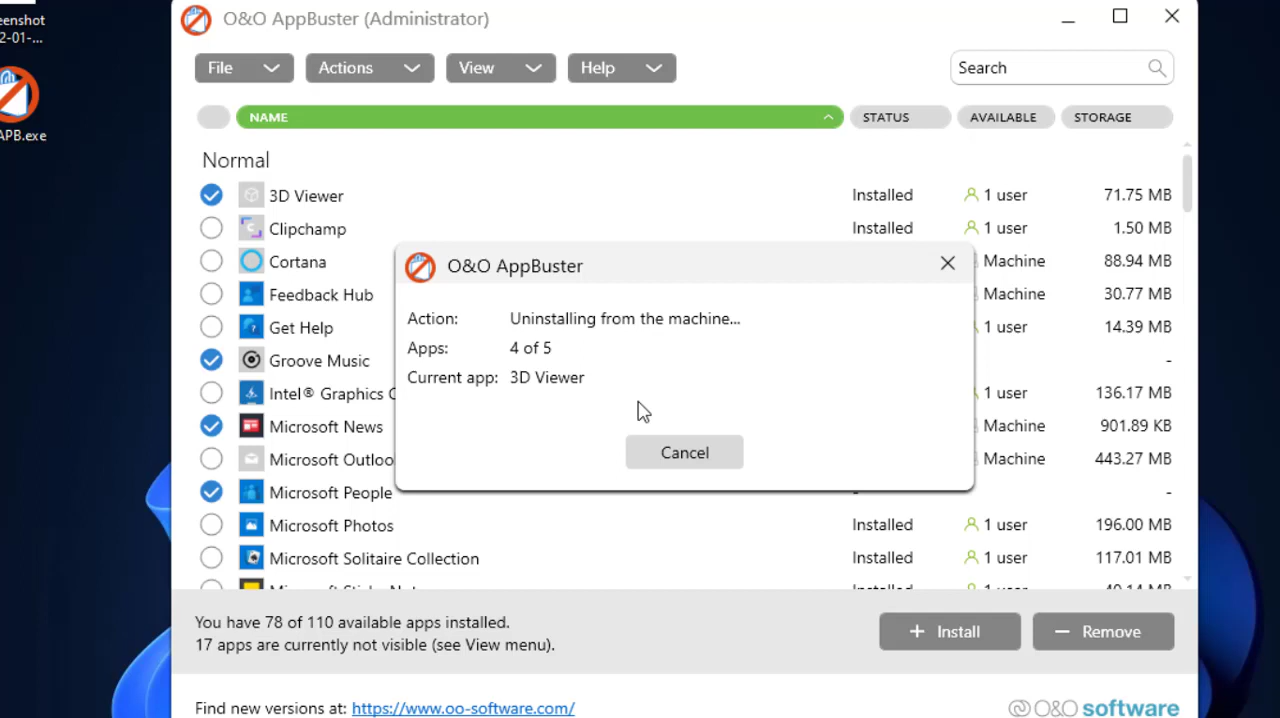 eenshot
2-01-...
APB.exe
O&O AppBuster (Administrator)
File Actions View Help Search
NAME STATUS AVAILABLE STORAGE
Normal
3D Viewer Installed 1 user 71.75 MB
Clipchamp Installed 1 user 1.50 MB
Cortana Machine 88.94 MB
Feedback Hub Machine 30.77 MB
Get Help 1 user 14.39 MB
Groove Music -
Intel® Graphics C 1 user 136.17 MB
Microsoft News Machine 901.89 KB
Microsoft Outloo Machine 443.27 MB
Microsoft People - -
Microsoft Photos Installed 1 user 196.00 MB
Microsoft Solitaire Collection Installed 1 user 117.01 MB
O&O AppBuster
Action: Uninstalling from the machine...
Apps: 4 of 5
Current app: 3D Viewer
Cancel
You have 78 of 110 available apps installed.
17 apps are currently not visible (see View menu).
+ Install — Remove
Find new versions at: https://www.oo-software.com/
O&O software